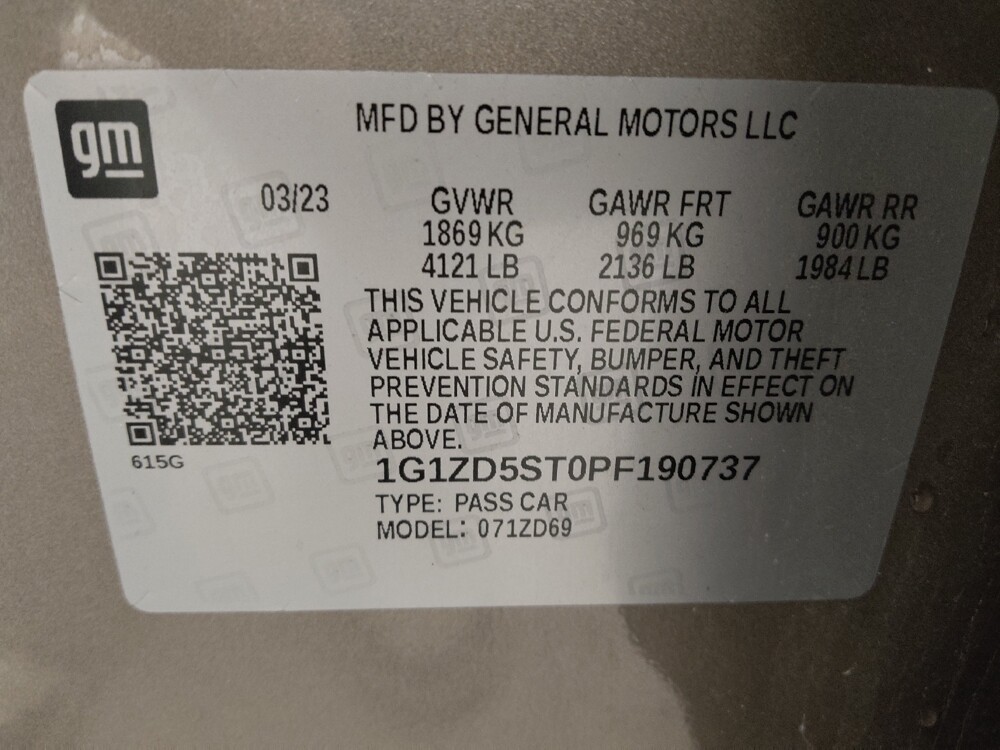 gm
MFD BY GENERAL MOTORS LLC
03/23 GVWR GAWR FRT GAWR RR
1869 KG 969 KG 900 KG
4121 LB 2136 LB 1984 LB
THIS VEHICLE CONFORMS TO ALL
APPLICABLE U.S. FEDERAL MOTOR
VEHICLE SAFETY, BUMPER, AND THEFT
PREVENTION STANDARDS IN EFFECT ON
THE DATE OF MANUFACTURE SHOWN
ABOVE.
615G
1G1ZD5ST0PF190737
TYPE: PASS CAR
MODEL: 071ZD69